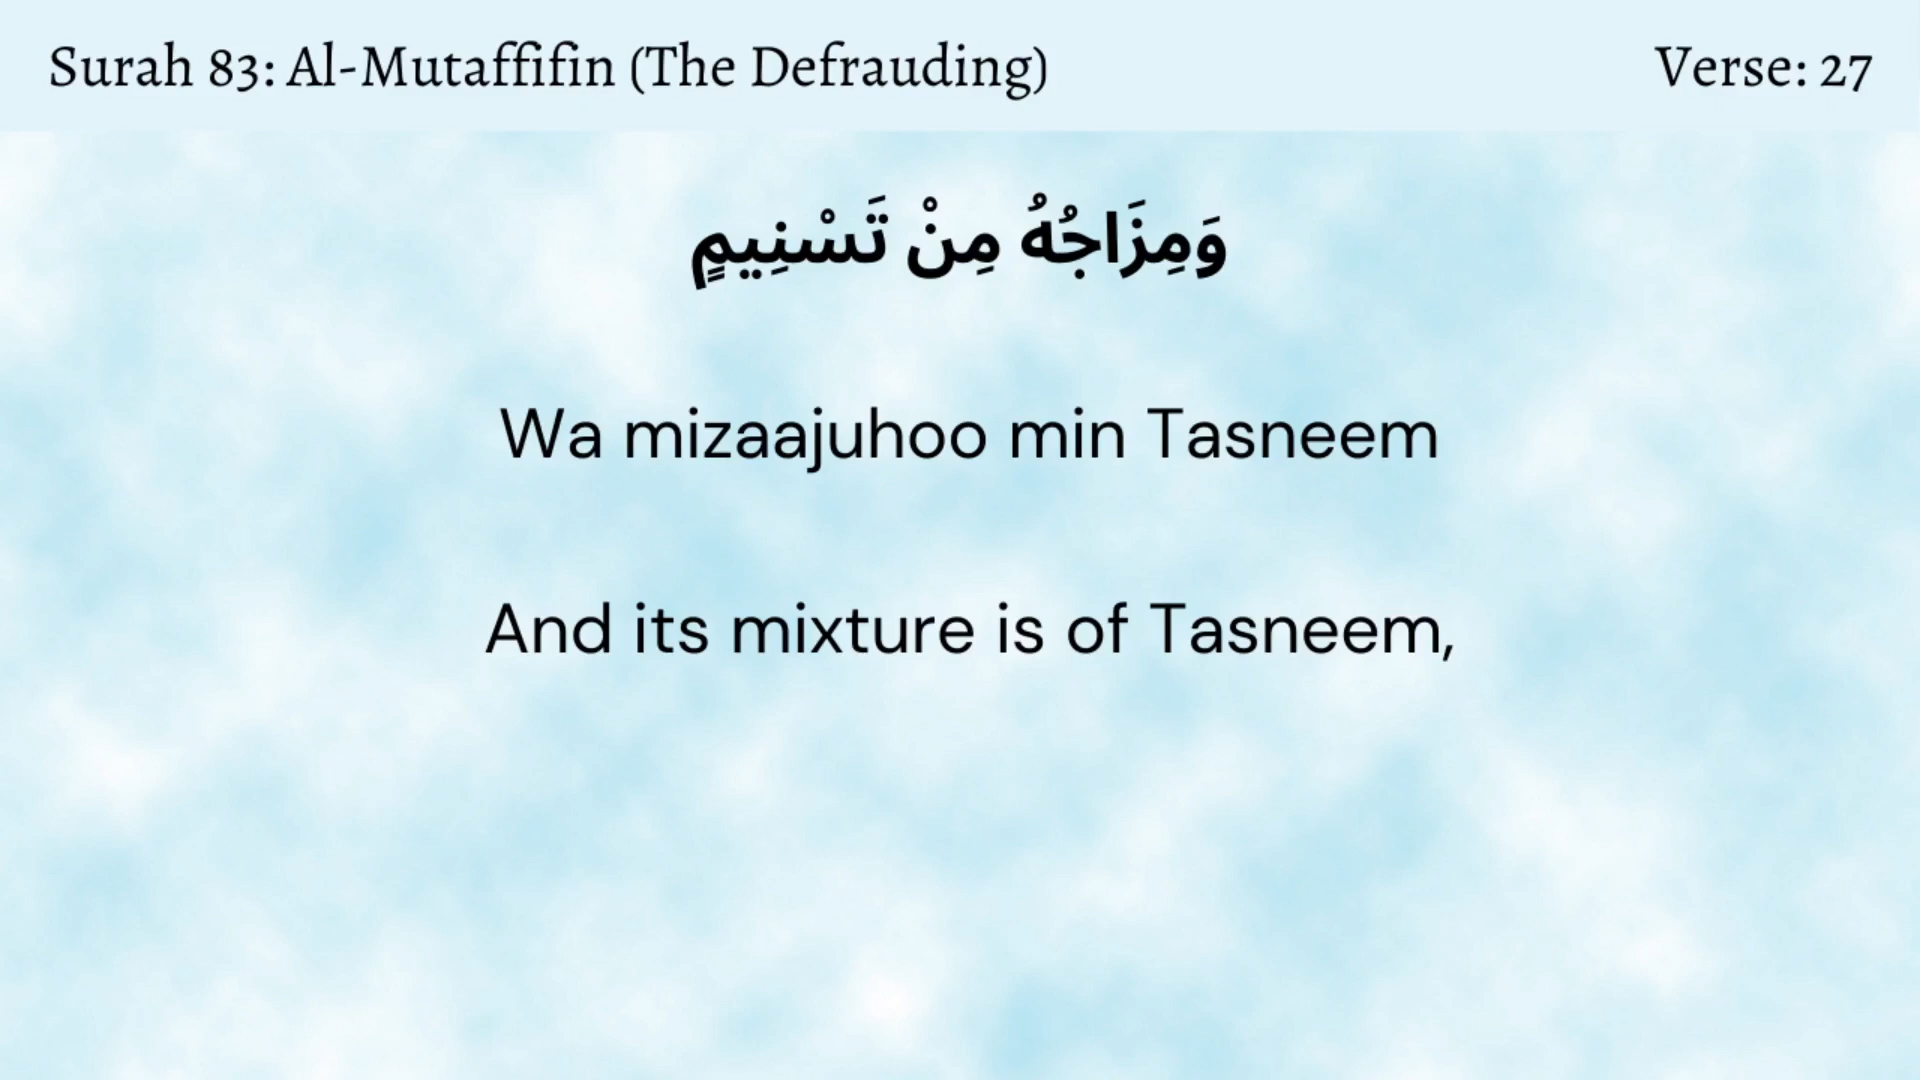 Surah 83: Al-Mutaffifin (The Defrauding)
Verse: 27
وَمِزَاجُهُ مِنْ تَسْنِيمٍ
Wa mizaajuhoo min Tasneem
And its mixture is of Tasneem,